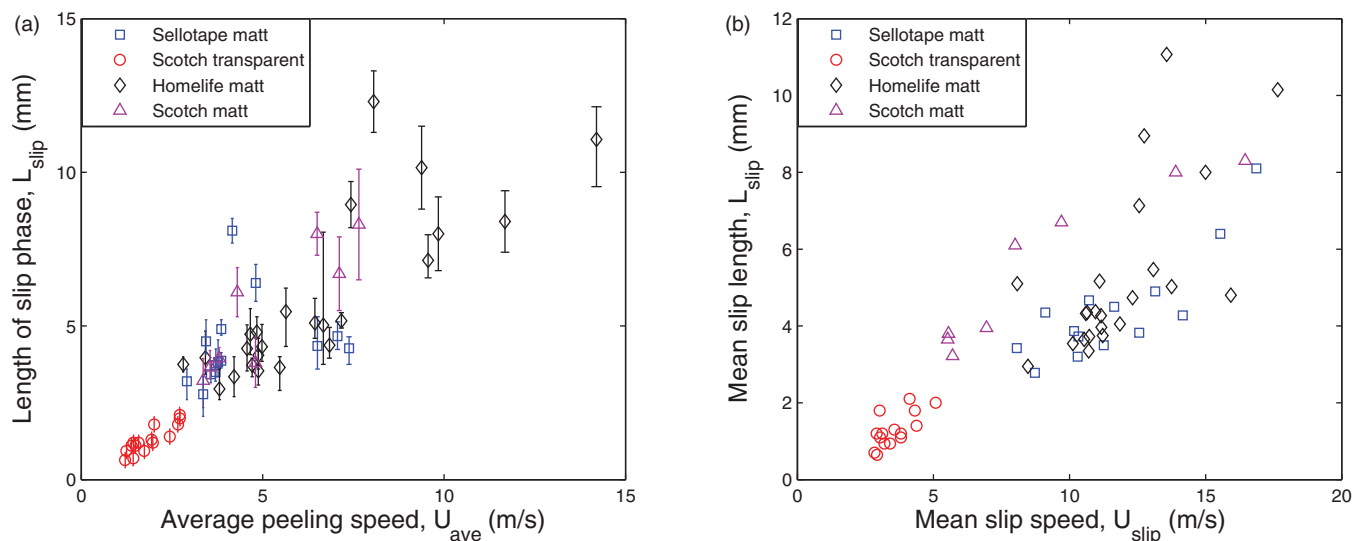 (a)
Sellotape matt
Scotch transparent
Homelife matt
Scotch matt
Length of slip phase, L_slip (mm)
15
10
5
0
0 5 10 15
Average peeling speed, U_ave (m/s)
(b)
Sellotape matt
Scotch transparent
Homelife matt
Scotch matt
Mean slip length, L_slip (mm)
12
10
8
6
4
2
0
0 5 10 15 20
Mean slip speed, U_slip (m/s)